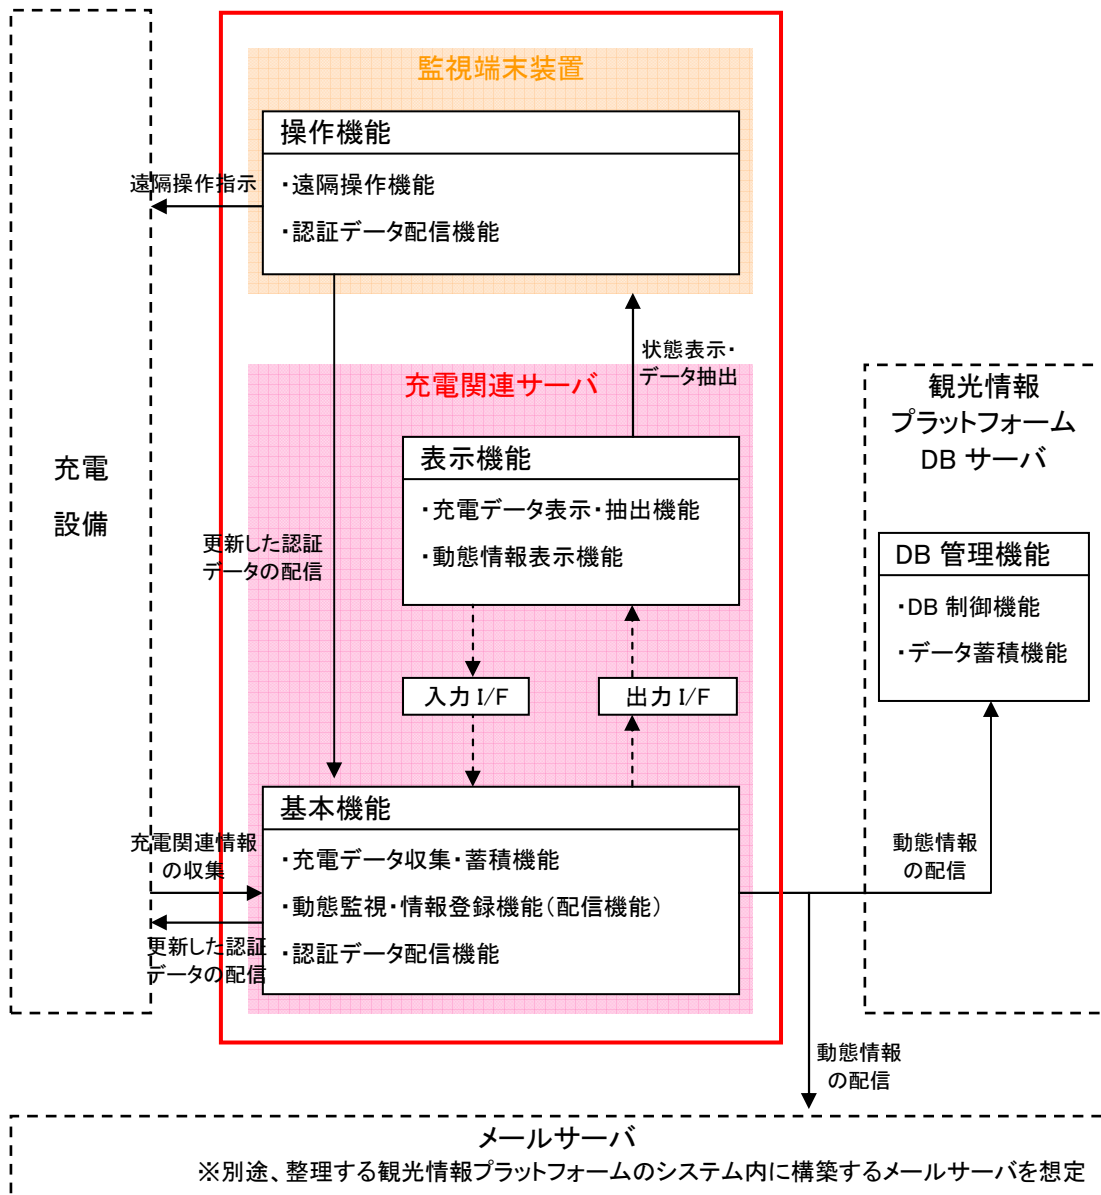 監視端末装置
操作機能
・遠隔操作機能
・認証データ配信機能
遠隔操作指示
状態表示・
データ抽出
充電関連サーバ
表示機能
・充電データ表示・抽出機能
・動態情報表示機能
充電
設備
更新した認証
データの配信
入力 I/F
出力 I/F
観光情報
プラットフォーム
DB サーバ
DB 管理機能
・DB 制御機能
・データ蓄積機能
基本機能
・充電データ収集・蓄積機能
・動態監視・情報登録機能（配信機能）
・認証データ配信機能
充電関連情報
の収集
更新した認証
データの配信
動態情報
の配信
動態情報
の配信
メールサーバ
※別途、整理する観光情報プラットフォームのシステム内に構築するメールサーバを想定